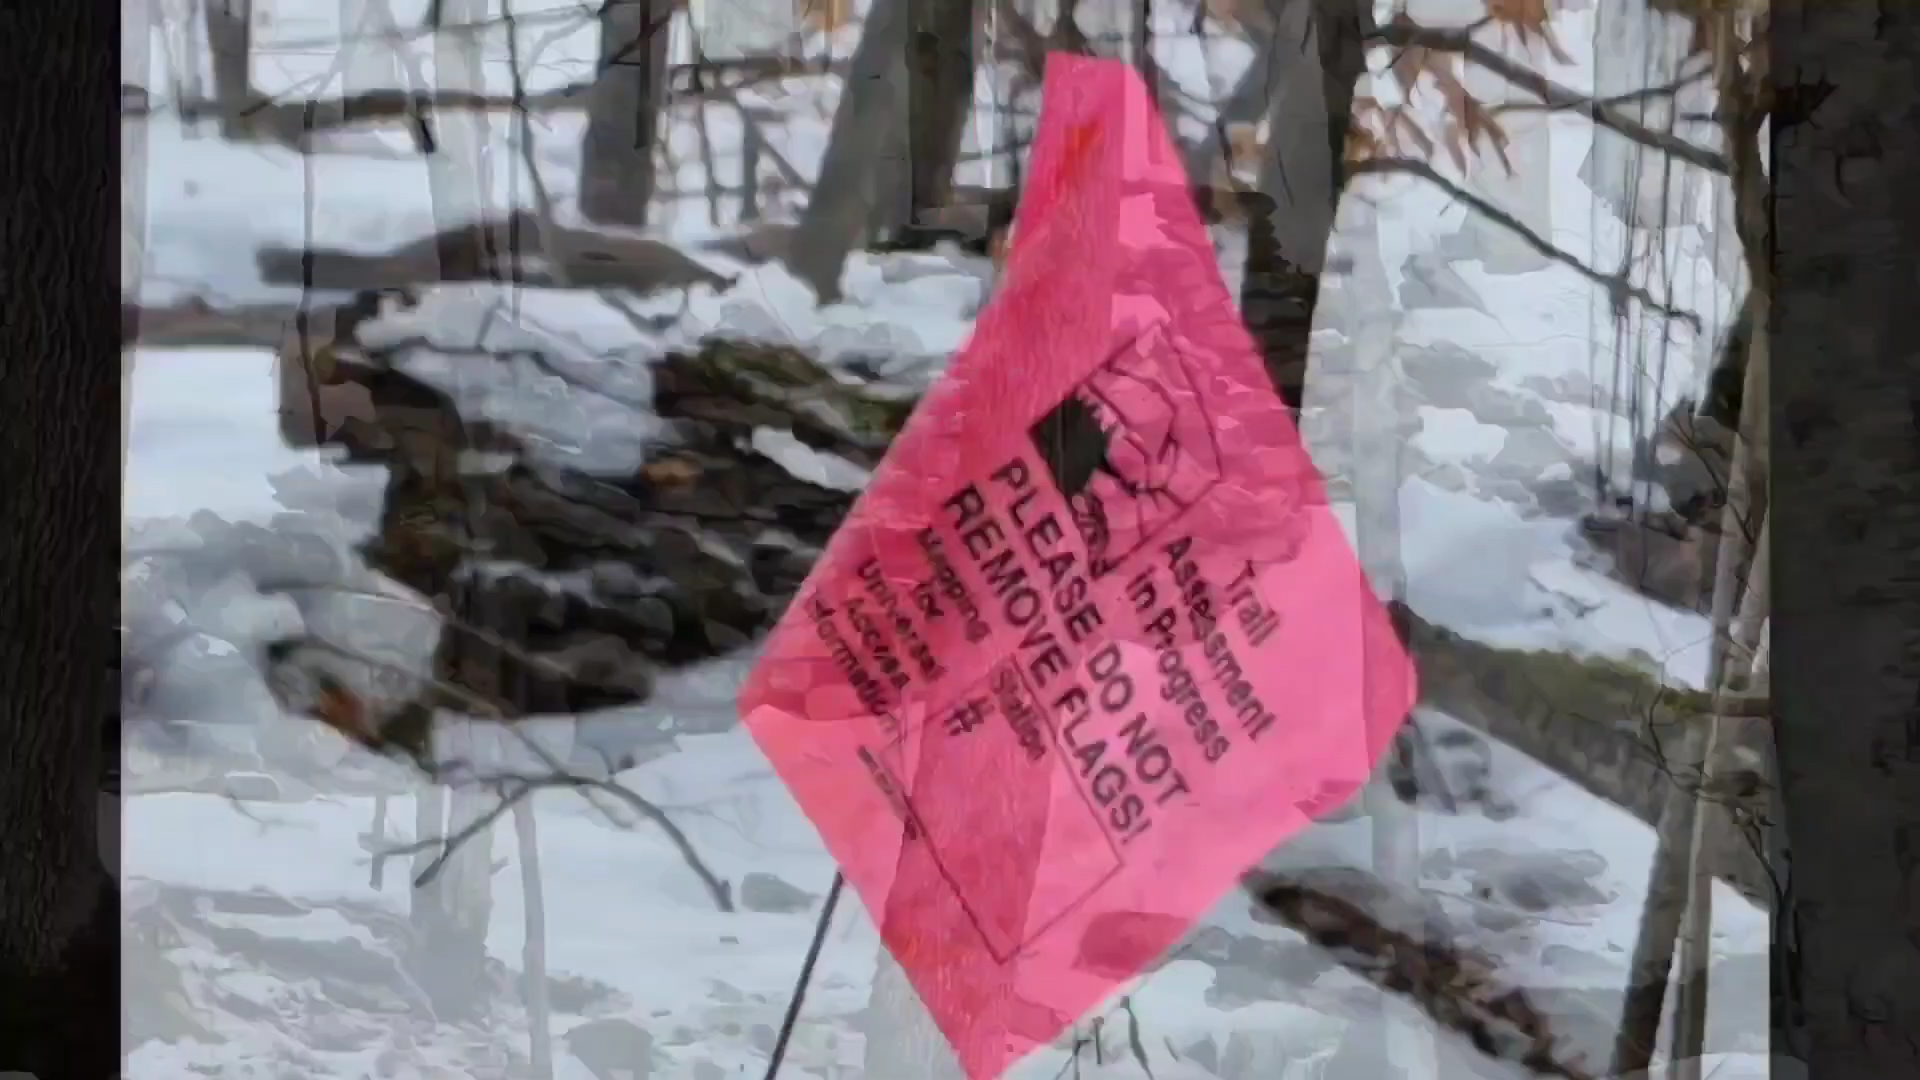 Trail
Assessment
in Progress
PLEASE DO NOT
REMOVE FLAGS!
Station
#
Mapping
for
Universal
Access
Information